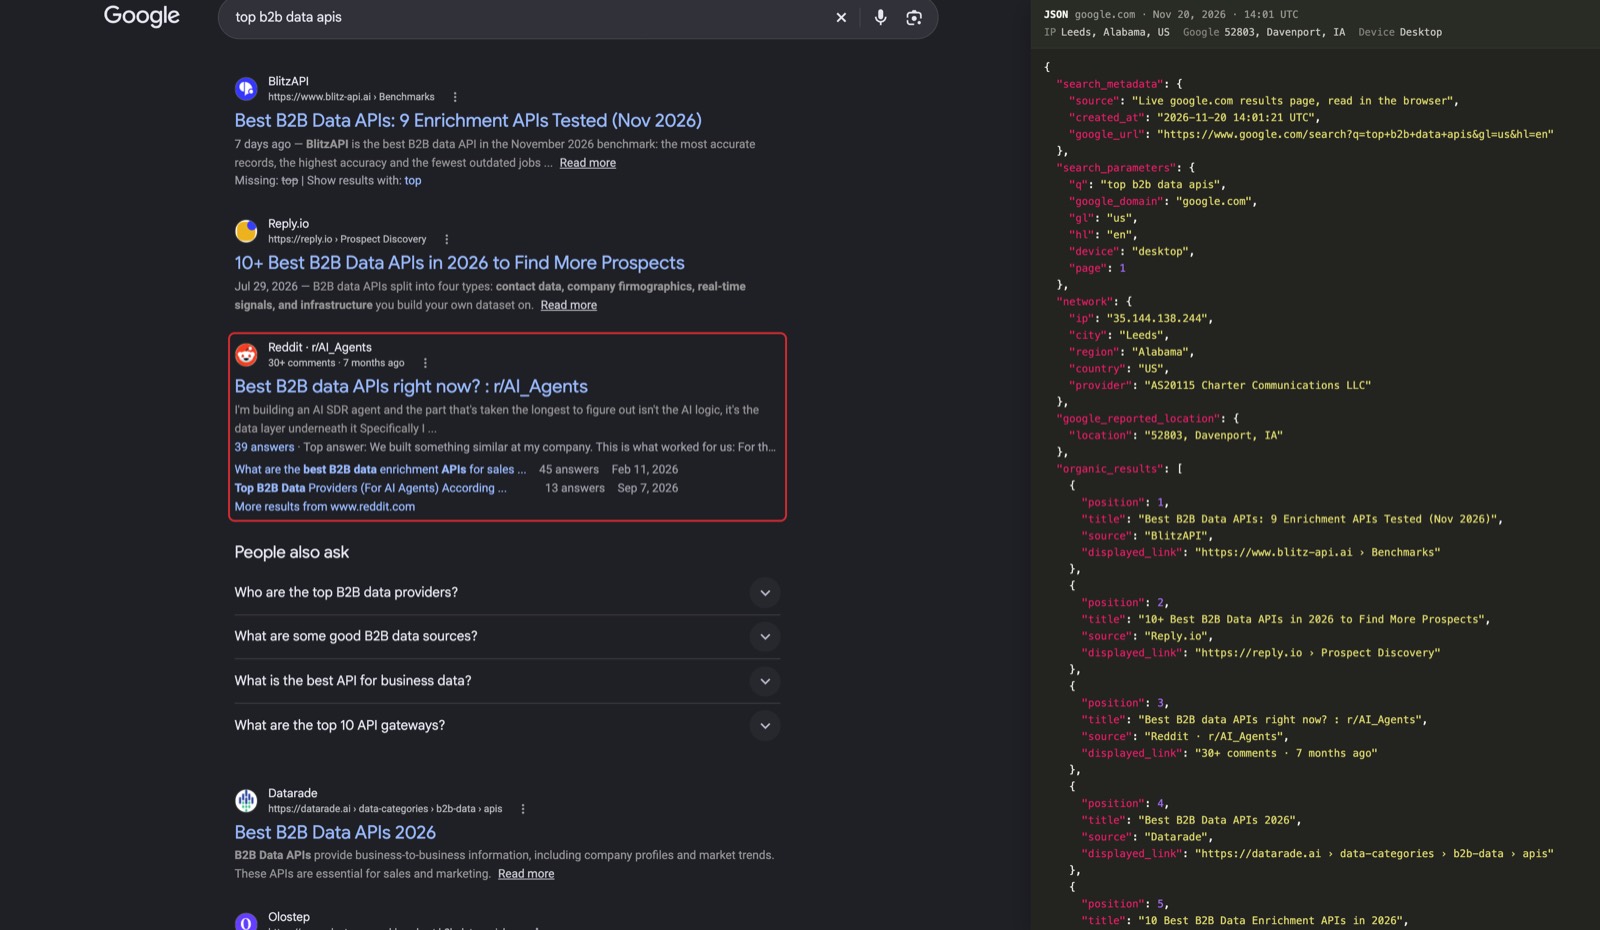 Google
top b2b data apis
BlitzAPI
https://www.blitz-api.ai › Benchmarks
Best B2B Data APIs: 9 Enrichment APIs Tested (Nov 2026)
7 days ago — BlitzAPI is the best B2B data API in the November 2026 benchmark: the most accurate
records, the highest accuracy and the fewest outdated jobs ... Read more
Missing: top | Show results with: top
Reply.io
https://reply.io › Prospect Discovery
10+ Best B2B Data APIs in 2026 to Find More Prospects
Jul 29, 2026 — B2B data APIs split into four types: contact data, company firmographics, real-time
signals, and infrastructure you build your own dataset on. Read more
Reddit · r/AI_Agents
30+ comments · 7 months ago
Best B2B data APIs right now? : r/AI_Agents
I'm building an AI SDR agent and the part that's taken the longest to figure out isn't the AI logic, it's the
data layer underneath it Specifically I ...
39 answers · Top answer: We built something similar at my company. This is what worked for us: For th...
What are the best B2B data enrichment APIs for sales ... 45 answers Feb 11, 2026
Top B2B Data Providers (For AI Agents) According ... 13 answers Sep 7, 2026
More results from www.reddit.com
People also ask
Who are the top B2B data providers?
What are some good B2B data sources?
What is the best API for business data?
What are the top 10 API gateways?
Datarade
https://datarade.ai › data-categories › b2b-data › apis
Best B2B Data APIs 2026
B2B Data APIs provide business-to-business information, including company profiles and market trends.
These APIs are essential for sales and marketing. Read more
Olostep
JSON google.com · Nov 20, 2026 · 14:01 UTC
IP Leeds, Alabama, US Google 52803, Davenport, IA Device Desktop
{
"search_metadata": {
"source": "Live google.com results page, read in the browser",
"created_at": "2026-11-20 14:01:21 UTC",
"google_url": "https://www.google.com/search?q=top+b2b+data+apis&gl=us&hl=en"
},
"search_parameters": {
"q": "top b2b data apis",
"google_domain": "google.com",
"gl": "us",
"hl": "en",
"device": "desktop",
"page": 1
},
"network": {
"ip": "35.144.138.244",
"city": "Leeds",
"region": "Alabama",
"country": "US",
"provider": "AS20115 Charter Communications LLC"
},
"google_reported_location": {
"location": "52803, Davenport, IA"
},
"organic_results": [
{
"position": 1,
"title": "Best B2B Data APIs: 9 Enrichment APIs Tested (Nov 2026)",
"source": "BlitzAPI",
"displayed_link": "https://www.blitz-api.ai › Benchmarks"
},
{
"position": 2,
"title": "10+ Best B2B Data APIs in 2026 to Find More Prospects",
"source": "Reply.io",
"displayed_link": "https://reply.io › Prospect Discovery"
},
{
"position": 3,
"title": "Best B2B data APIs right now? : r/AI_Agents",
"source": "Reddit · r/AI_Agents",
"displayed_link": "30+ comments · 7 months ago"
},
{
"position": 4,
"title": "Best B2B Data APIs 2026",
"source": "Datarade",
"displayed_link": "https://datarade.ai › data-categories › b2b-data › apis"
},
{
"position": 5,
"title": "10 Best B2B Data Enrichment APIs in 2026",